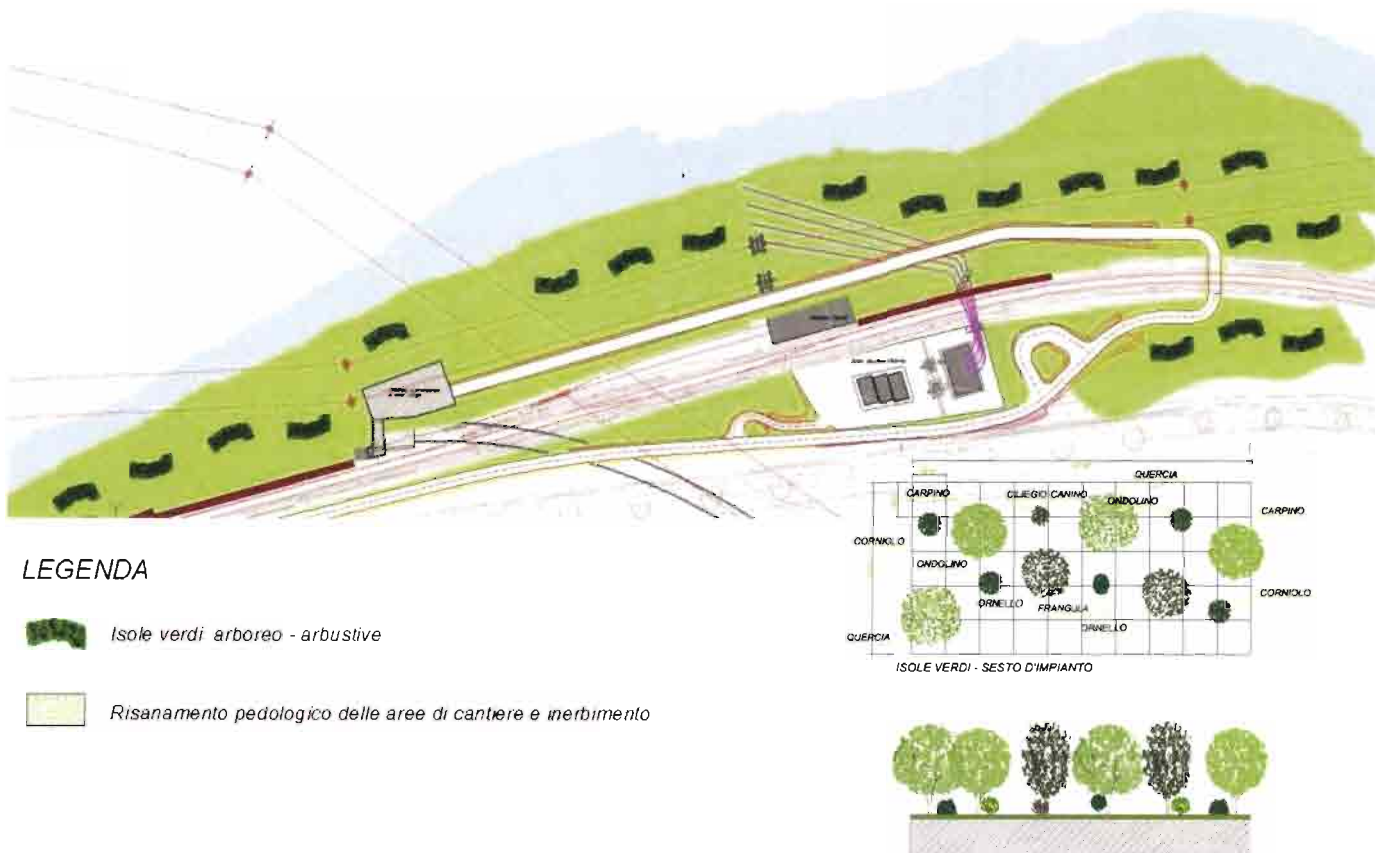 QUERCIA
CARPINO
CILIEGIO CANINO
ONDOLINO
CARPINO
CORNIOLO
ONDOLINO
ORNELLO
FRANGULA
ORNELLO
CORNIOLO
QUERCIA
ISOLE VERDI - SESTO D'IMPIANTO
LEGENDA
Isole verdi arboreo - arbustive
Risanamento pedologico delle aree di cantiere e inerbimento